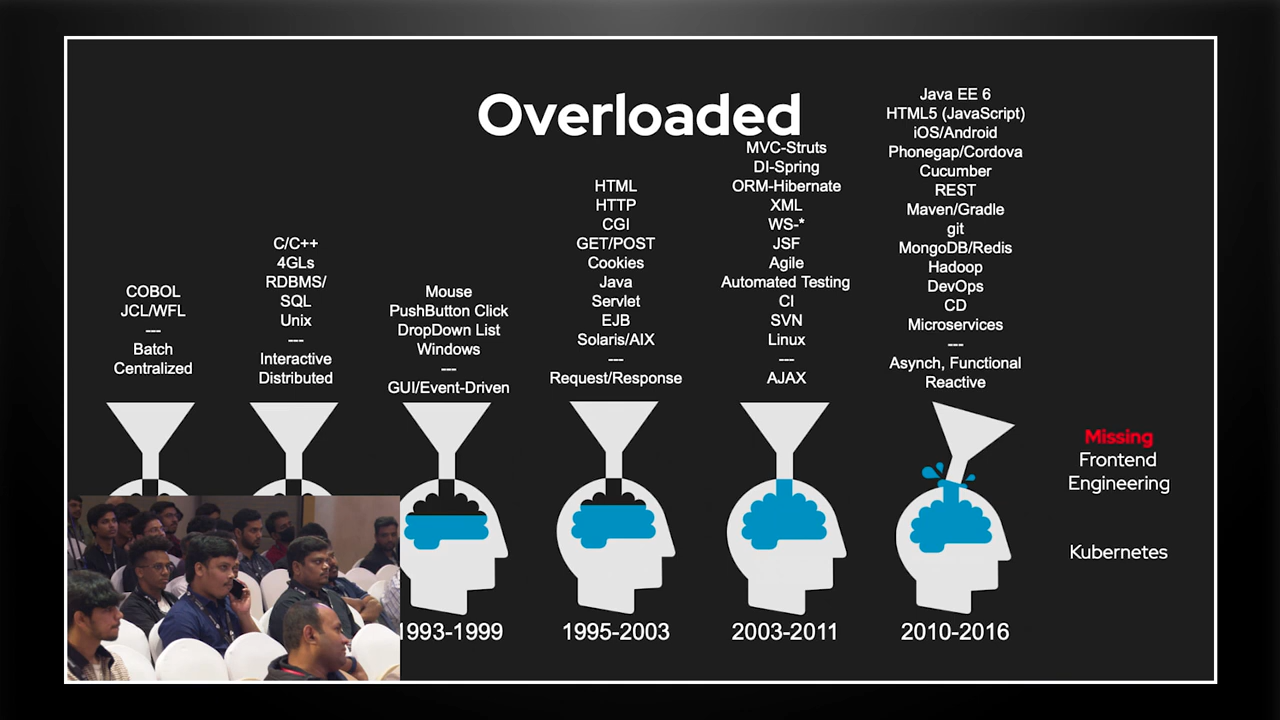 Overloaded
COBOL
JCL/WFL
---
Batch
Centralized
C/C++
4GLs
RDBMS/
SQL
Unix
---
Interactive
Distributed
Mouse
PushButton Click
DropDown List
Windows
---
GUI/Event-Driven
HTML
HTTP
CGI
GET/POST
Cookies
Java
Servlet
EJB
Solaris/AIX
---
Request/Response
MVC-Struts
DI-Spring
ORM-Hibernate
XML
WS-*
JSF
Agile
Automated Testing
CI
SVN
Linux
---
AJAX
Java EE 6
HTML5 (JavaScript)
iOS/Android
Phonegap/Cordova
Cucumber
REST
Maven/Gradle
git
MongoDB/Redis
Hadoop
DevOps
CD
Microservices
---
Asynch, Functional
Reactive
Missing
Frontend
Engineering
Kubernetes
1993-1999
1995-2003
2003-2011
2010-2016